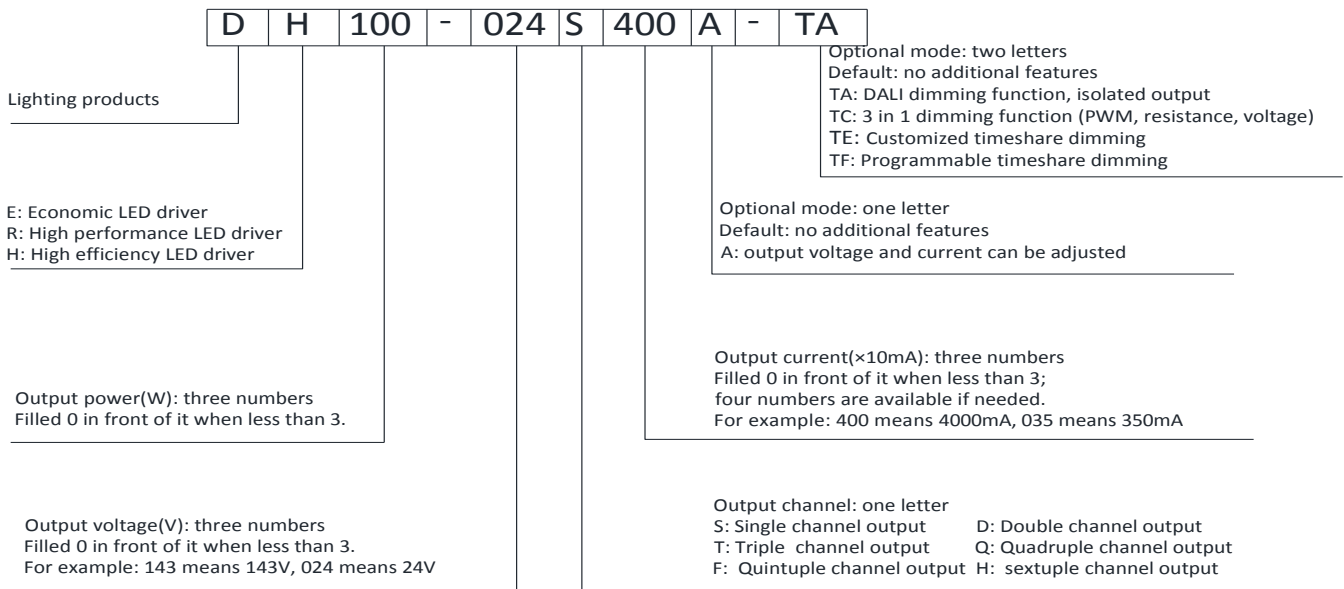 D H 100 - 024 S 400 A - TA
Optional mode: two letters
Default: no additional features
TA: DALI dimming function, isolated output
TC: 3 in 1 dimming function (PWM, resistance, voltage)
TE: Customized timeshare dimming
TF: Programmable timeshare dimming
Lighting products
E: Economic LED driver
R: High performance LED driver
H: High efficiency LED driver
Optional mode: one letter
Default: no additional features
A: output voltage and current can be adjusted
Output power(W): three numbers
Filled 0 in front of it when less than 3.
Output current(×10mA): three numbers
Filled 0 in front of it when less than 3;
four numbers are available if needed.
For example: 400 means 4000mA, 035 means 350mA
Output voltage(V): three numbers
Filled 0 in front of it when less than 3.
For example: 143 means 143V, 024 means 24V
Output channel: one letter
S: Single channel output D: Double channel output
T: Triple channel output Q: Quadruple channel output
F: Quintuple channel output H: sextuple channel output